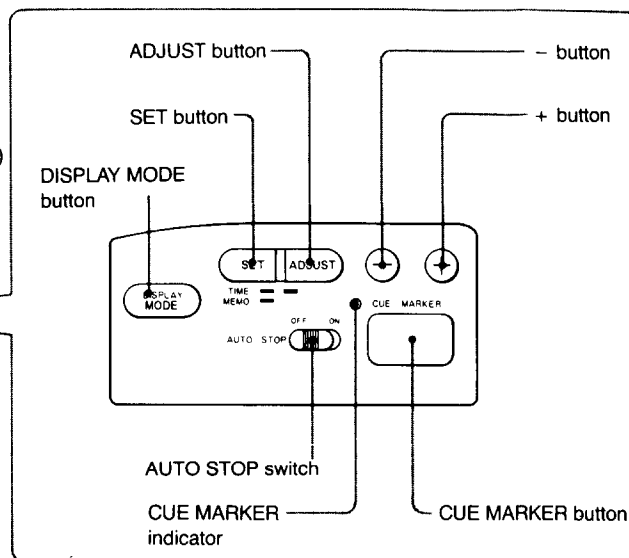 ADJUST button
− button
SET button
+ button
DISPLAY MODE
button
SET ADJUST − +
DISPLAY
MODE
TIME
MEMO
CUE MARKER
OFF ON
AUTO STOP
AUTO STOP switch
CUE MARKER
indicator
CUE MARKER button